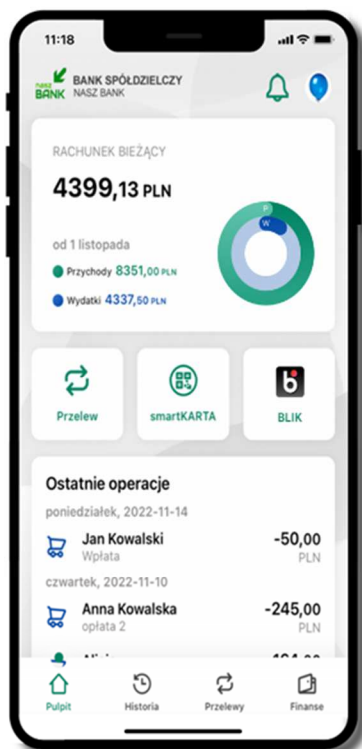 11:18
nasz
BANK
BANK SPÓŁDZIELCZY
NASZ BANK
RACHUNEK BIEŻĄCY
4399,13 PLN
od 1 listopada
Przychody 8351,00 PLN
Wydatki 4337,50 PLN
P
W
Przelew
smartKARTA
BLIK
Ostatnie operacje
poniedziałek, 2022-11-14
Jan Kowalski
-50,00
Wpłata
PLN
czwartek, 2022-11-10
Anna Kowalska
-245,00
opłata 2
PLN
Pulpit
Historia
Przelewy
Finanse